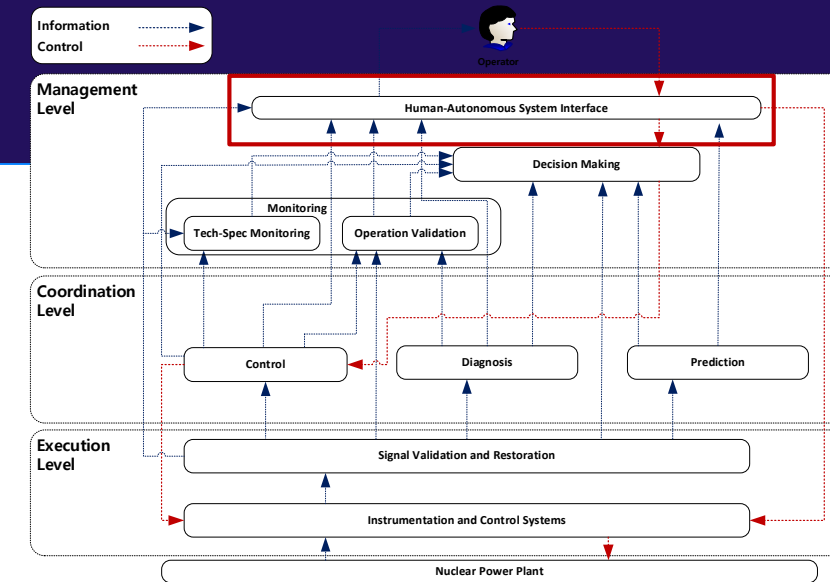 Information
Control
Operator
Management
Level
Human-Autonomous System Interface
Decision Making
Monitoring
Tech-Spec Monitoring
Operation Validation
Coordination
Level
Control
Diagnosis
Prediction
Execution
Level
Signal Validation and Restoration
Instrumentation and Control Systems
Nuclear Power Plant